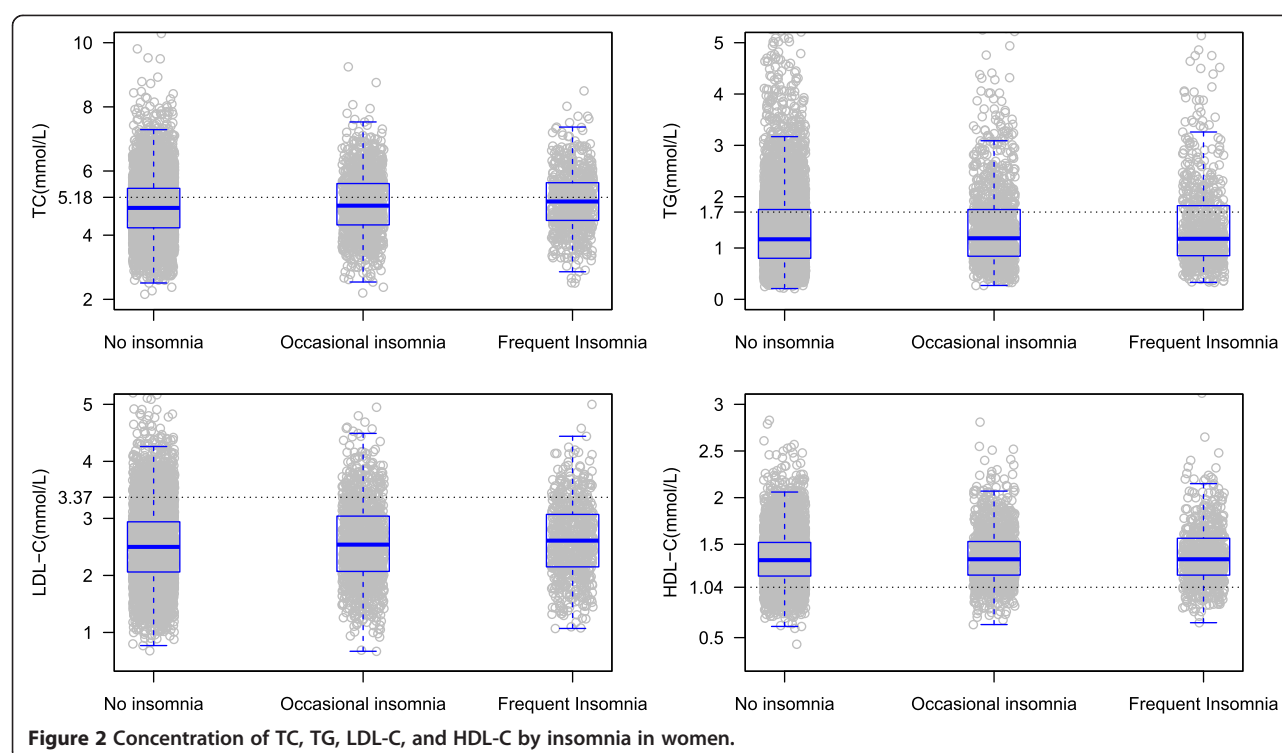 10
8
6
5.18
4
2
TC(mmol/L)
No insomnia Occasional insomnia Frequent Insomnia
5
4
3
2
1.7
1
0
TG(mmol/L)
No insomnia Occasional insomnia Frequent Insomnia
5
4
3.37
3
2
1
LDL−C(mmol/L)
No insomnia Occasional insomnia Frequent Insomnia
3
2.5
2
1.5
1.04
0.5
HDL−C(mmol/L)
No insomnia Occasional insomnia Frequent Insomnia
Figure 2 Concentration of TC, TG, LDL-C, and HDL-C by insomnia in women.